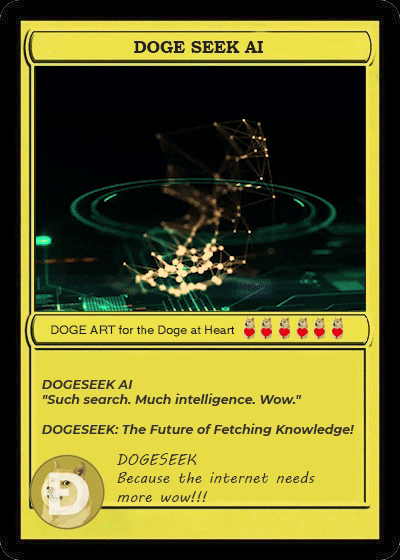 DOGE SEEK AI
DOGE ART for the Doge at Heart
DOGESEEK AI
"Such search. Much intelligence. Wow."
DOGESEEK: The Future of Fetching Knowledge!
DOGESEEK
Because the internet needs
more wow!!!
Ð